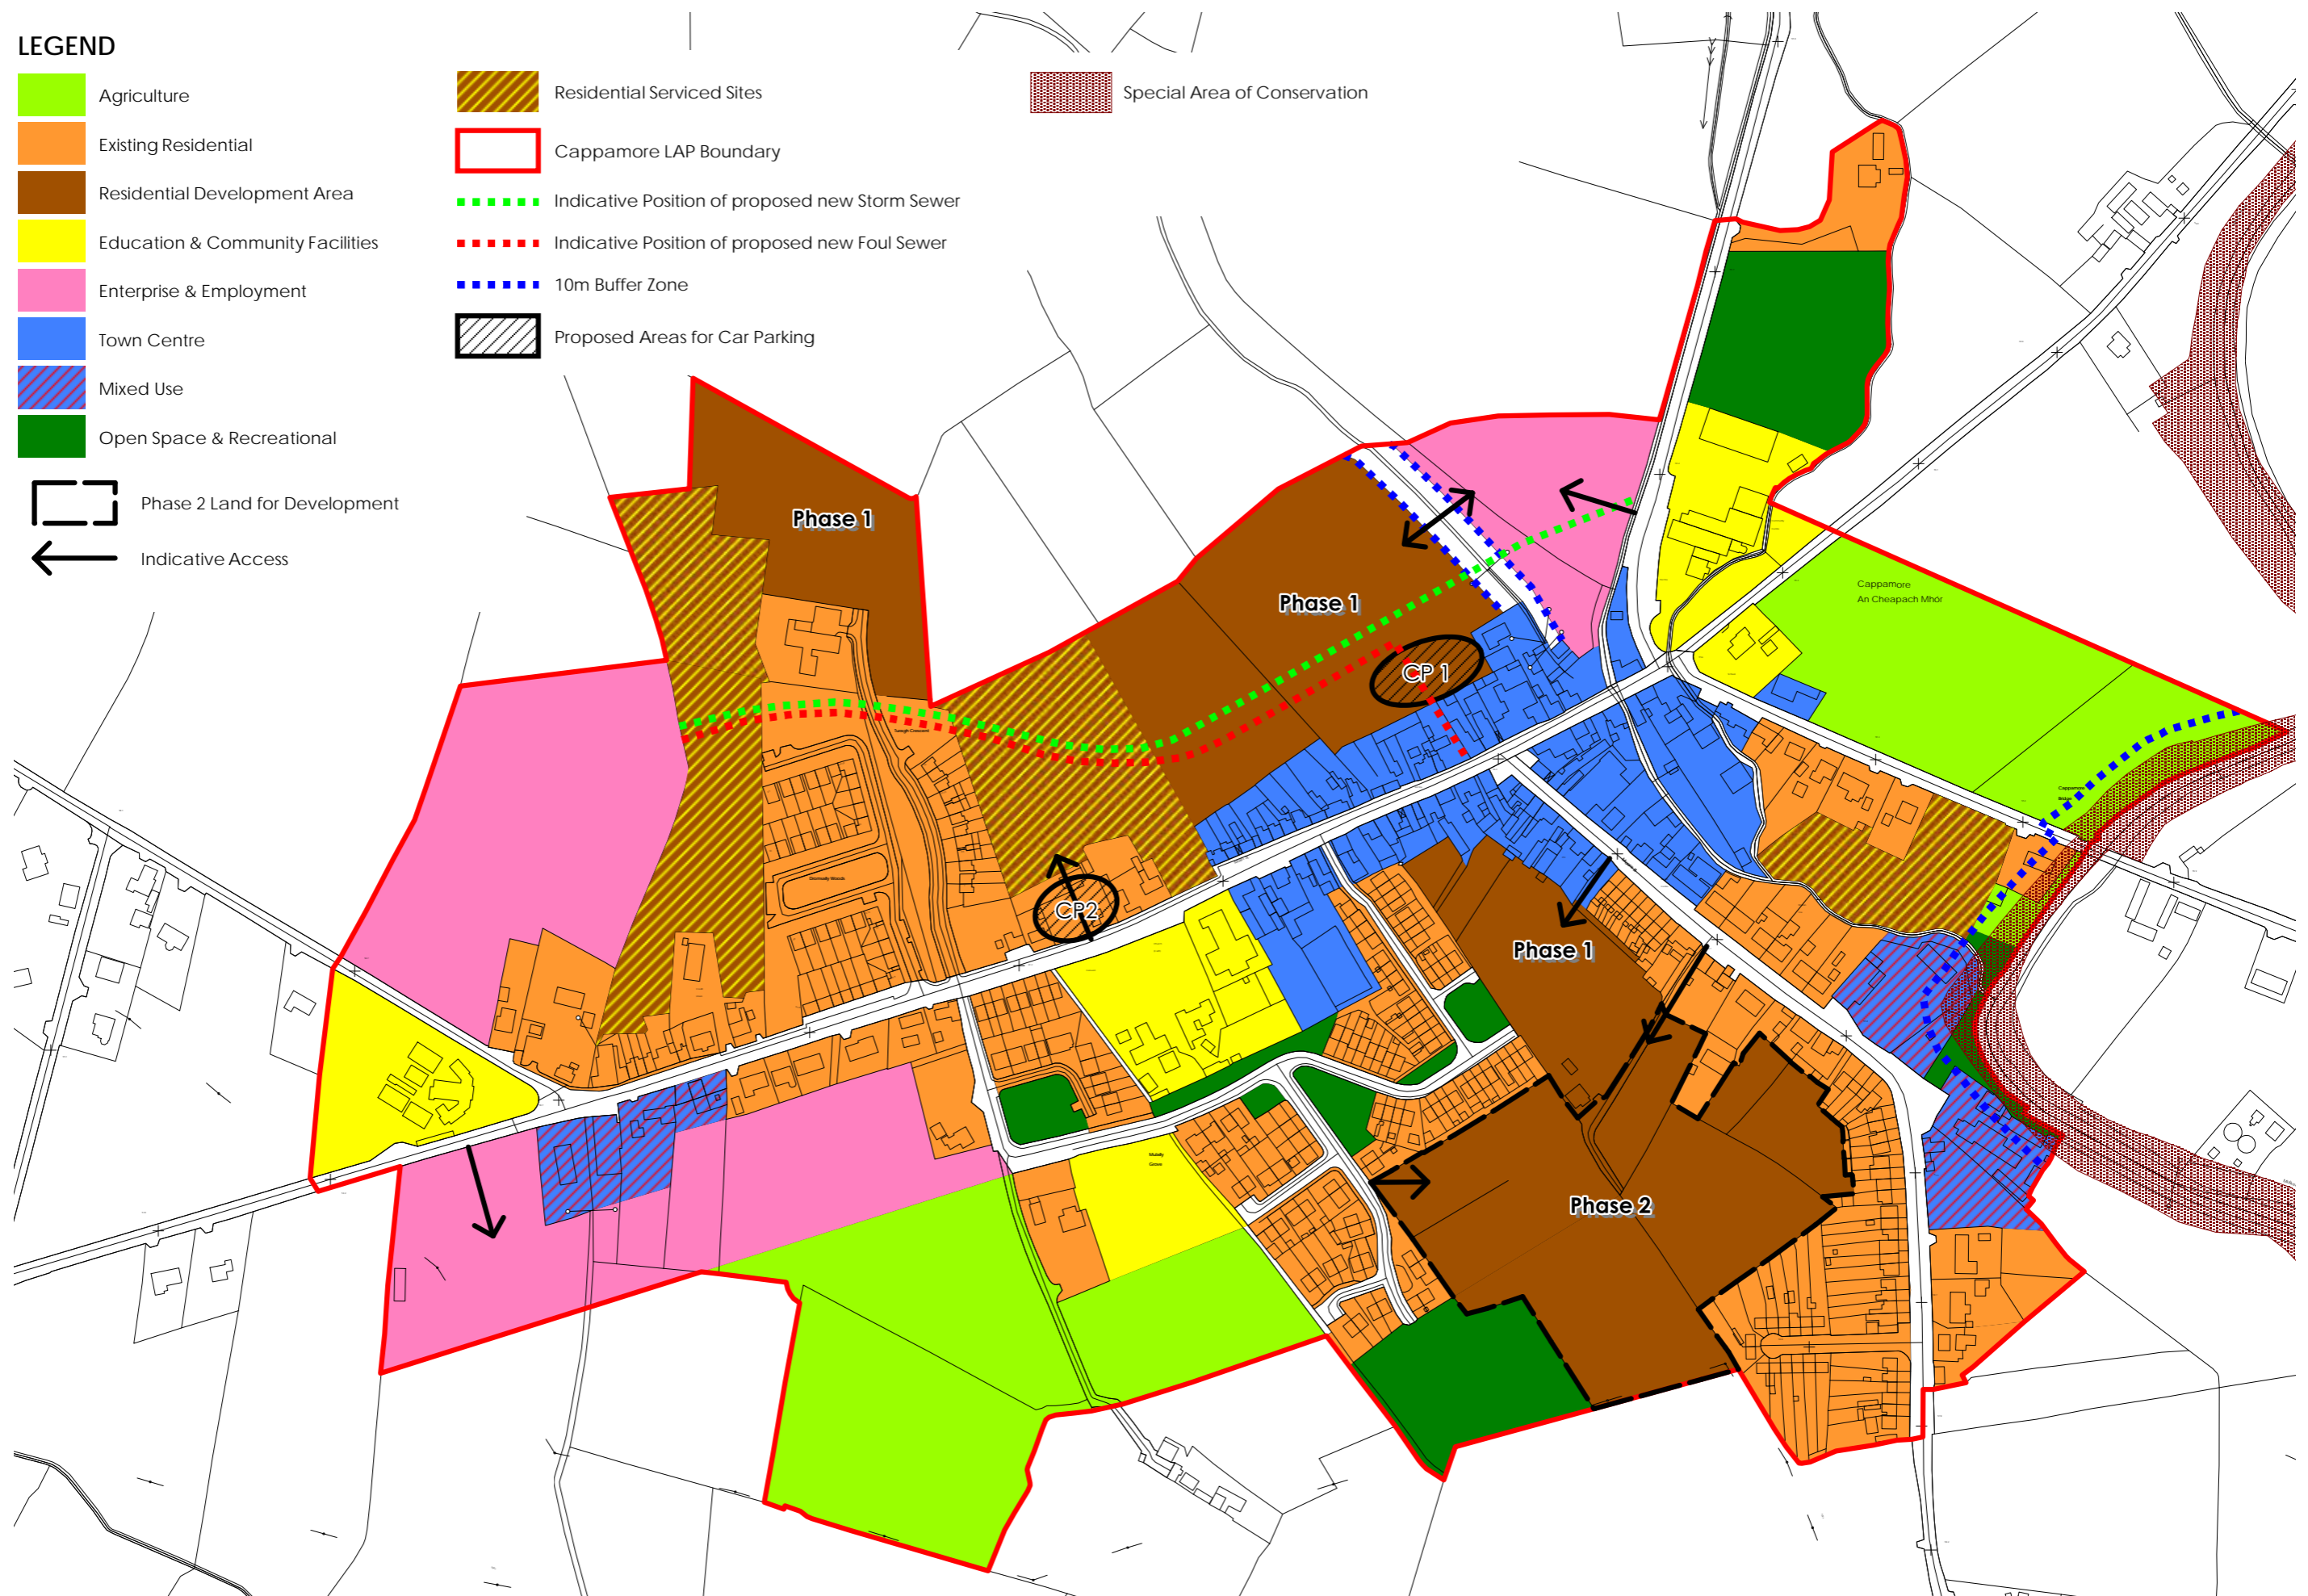 LEGEND
Agriculture
Existing Residential
Residential Development Area
Education & Community Facilities
Enterprise & Employment
Town Centre
Mixed Use
Open Space & Recreational
Phase 2 Land for Development
Indicative Access
Residential Serviced Sites
Cappamore LAP Boundary
Indicative Position of proposed new Storm Sewer
Indicative Position of proposed new Foul Sewer
10m Buffer Zone
Proposed Areas for Car Parking
Special Area of Conservation
Phase 1
Phase 1
Cappamore
An Cheapach Mhór
CP 1
Cappamore
Bridge
CP2
Phase 1
Phase 2